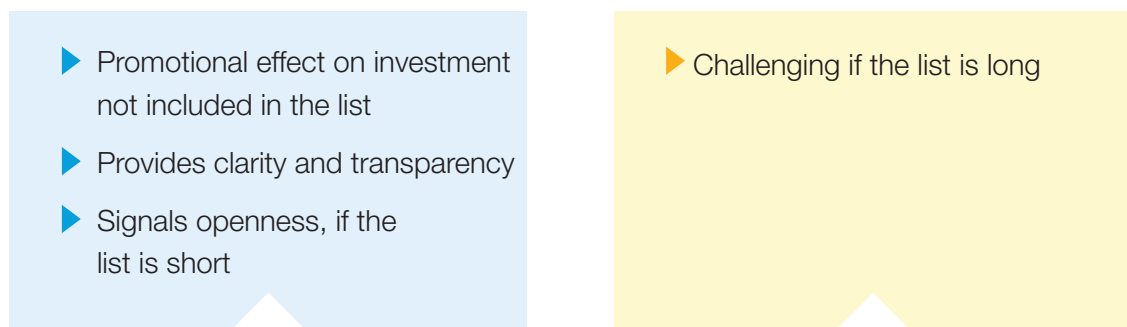 Promotional effect on investment
not included in the list
Provides clarity and transparency
Signals openness, if the
list is short
Challenging if the list is long